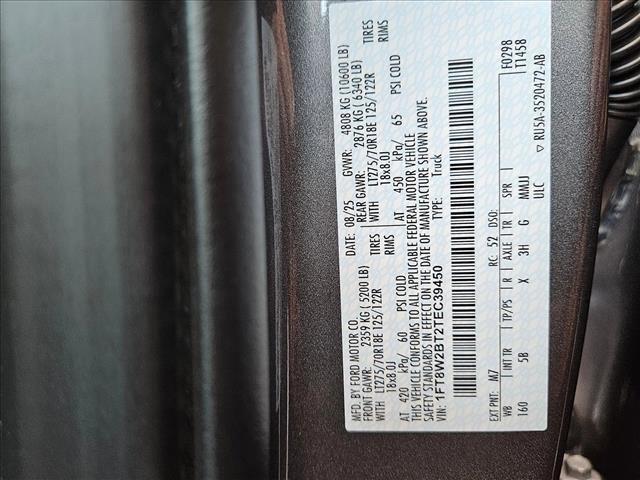 MFD. BY FORD MOTOR CO. DATE: 08/25 GVWR: 4808 KG (10600 LB)
FRONT GAWR: 2359 KG ( 5200 LB) REAR GAWR: 2876 KG ( 6340 LB)
WITH LT275/70R18E 125/122R TIRES WITH LT275/70R18E 125/122R TIRES
18x8.0J RIMS 18x8.0J RIMS
AT 420 kPa/ 60 PSI COLD AT 450 kPa/ 65 PSI COLD
THIS VEHICLE CONFORMS TO ALL APPLICABLE FEDERAL MOTOR VEHICLE
SAFETY STANDARDS IN EFFECT ON THE DATE OF MANUFACTURE SHOWN ABOVE.
VIN: 1FT8W2BT2TEC39450 TYPE: Truck
F0298
T1458
EXT PNT: M7 RC: 52 DSO:
WB INT TR TP/PS R AXLE TR SPR
160 5B X 3H G MMUJ
ULC
▽ RU5A-3520472-AB